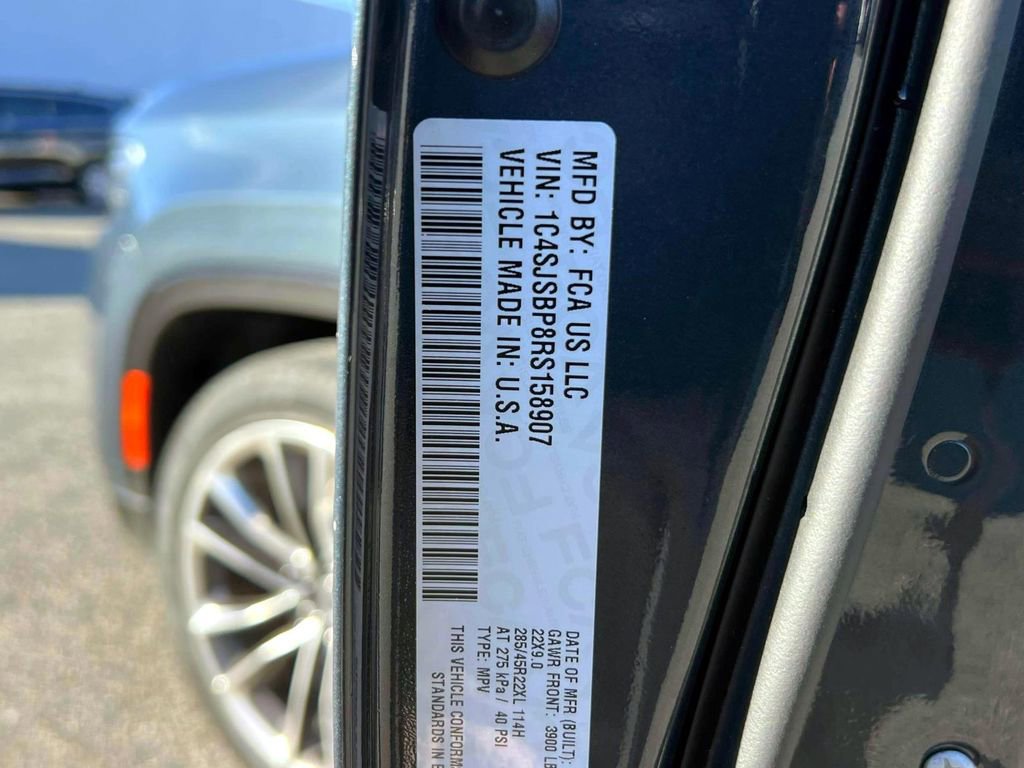 MFD BY: FCA US LLC
VIN: 1C4SJSBP8RS158907
VEHICLE MADE IN: U.S.A.
DATE OF MFR (BUILT):
GAWR FRONT: 3900 LB
22X9.0
285/45R22XL 114H
AT 275 kPa / 40 PSI
TYPE: MPV
THIS VEHICLE CONFORM
STANDARDS IN E